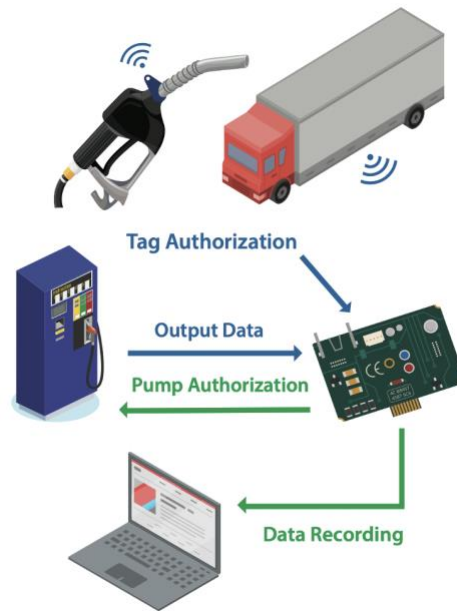 Tag Authorization
Output Data
Pump Authorization
Data Recording